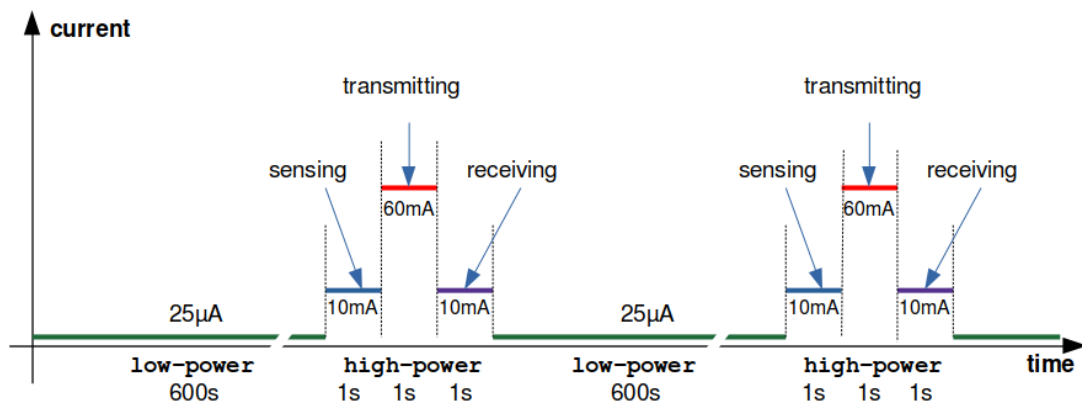 current
transmitting
transmitting
sensing
receiving
sensing
receiving
60mA
60mA
10mA
10mA
10mA
10mA
25µA
25µA
low-power
high-power
low-power
high-power
time
600s
1s 1s 1s
600s
1s 1s 1s